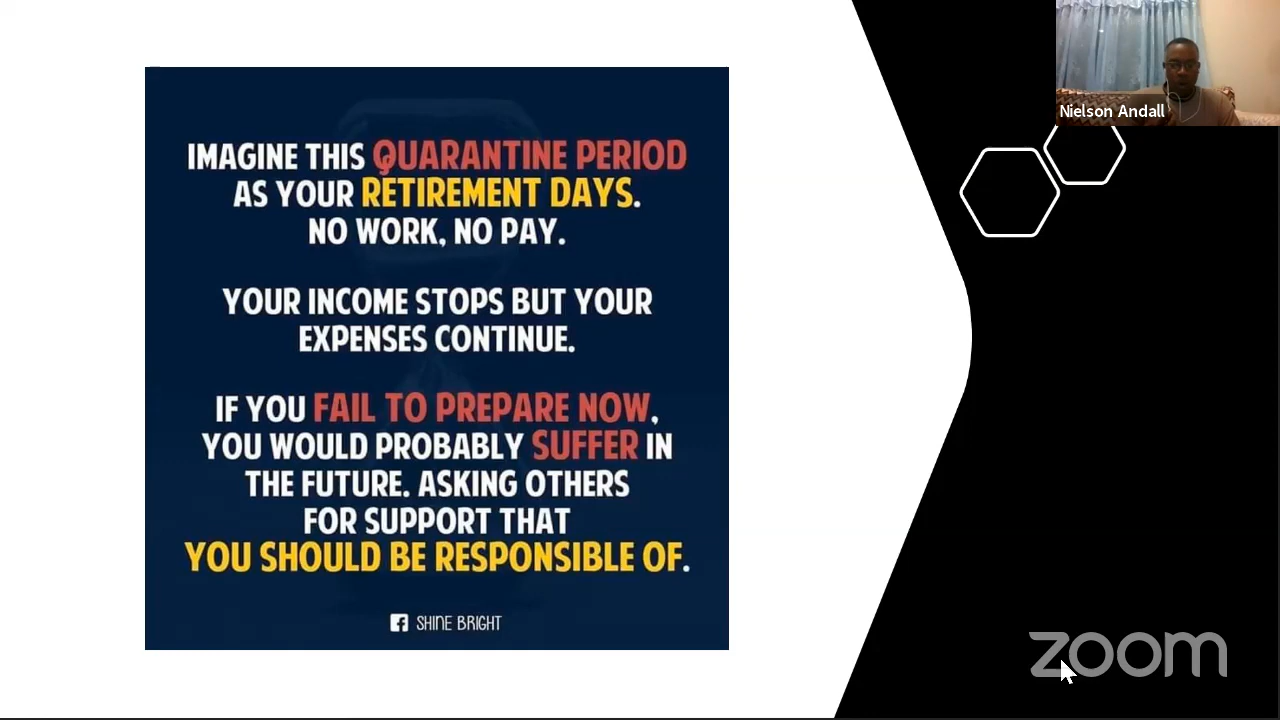 IMAGINE THIS QUARANTINE PERIOD
AS YOUR RETIREMENT DAYS.
NO WORK, NO PAY.
YOUR INCOME STOPS BUT YOUR
EXPENSES CONTINUE.
IF YOU FAIL TO PREPARE NOW,
YOU WOULD PROBABLY SUFFER IN
THE FUTURE. ASKING OTHERS
FOR SUPPORT THAT
YOU SHOULD BE RESPONSIBLE OF.
SHINE BRIGHT
Nielson Andall
zoom